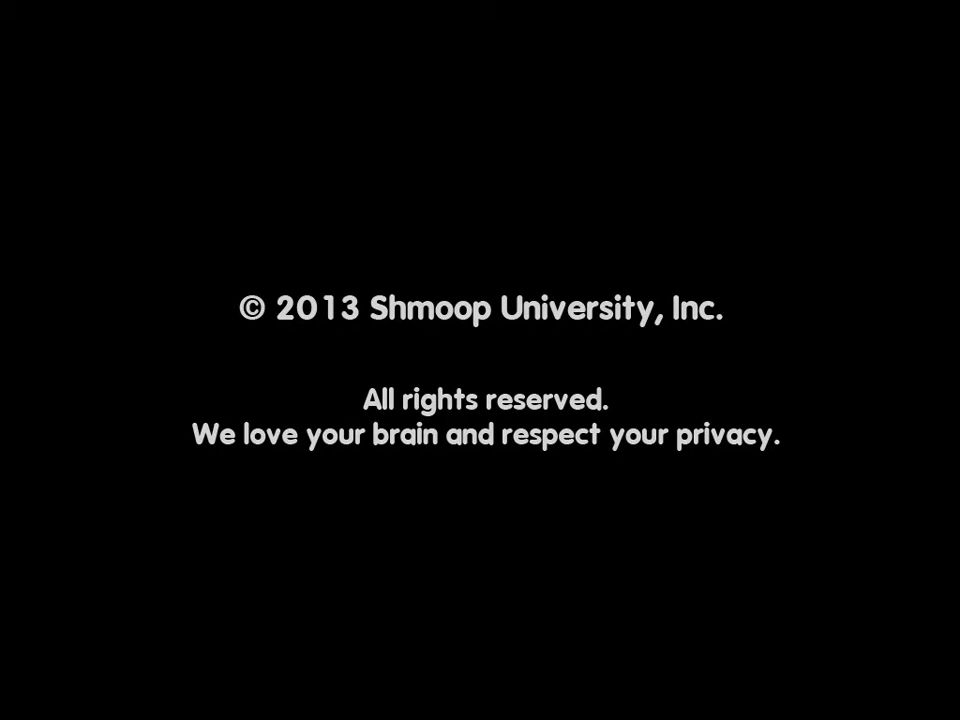 © 2013 Shmoop University, Inc.
All rights reserved.
We love your brain and respect your privacy.